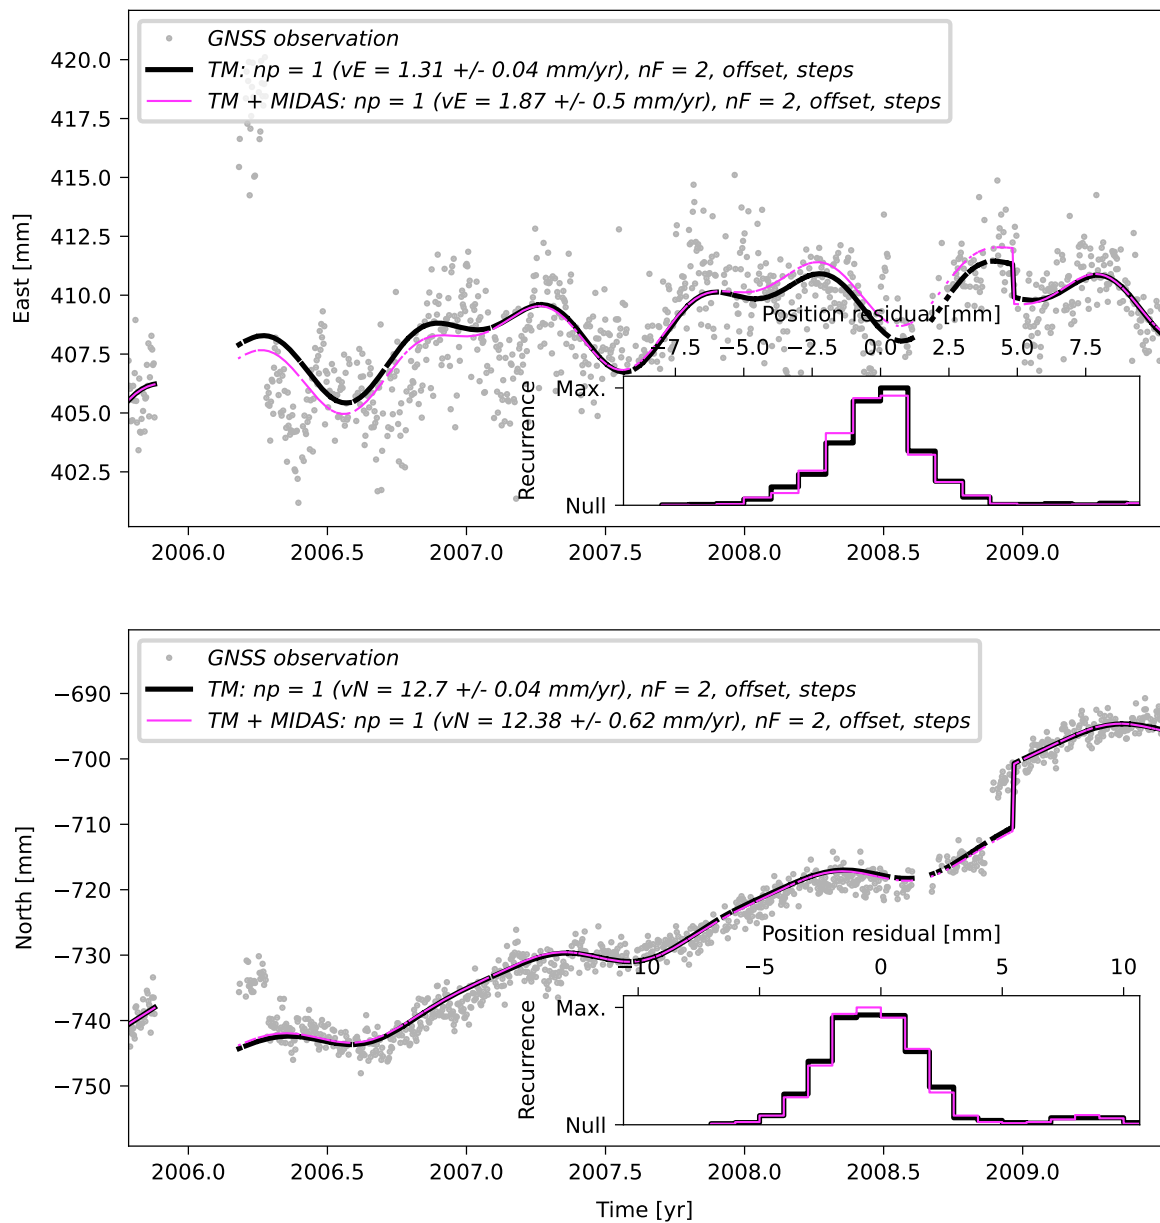 GNSS observation
TM: np = 1 (vE = 1.31 +/- 0.04 mm/yr), nF = 2, offset, steps
TM + MIDAS: np = 1 (vE = 1.87 +/- 0.5 mm/yr), nF = 2, offset, steps
420.0
417.5
415.0
412.5
410.0
407.5
405.0
402.5
East [mm]
Position residual [mm]
−7.5 −5.0 −2.5 0.0 2.5 5.0 7.5
Max.
Null
Recurrence
2006.0 2006.5 2007.0 2007.5 2008.0 2008.5 2009.0
GNSS observation
TM: np = 1 (vN = 12.7 +/- 0.04 mm/yr), nF = 2, offset, steps
TM + MIDAS: np = 1 (vN = 12.38 +/- 0.62 mm/yr), nF = 2, offset, steps
−690
−700
−710
−720
−730
−740
−750
North [mm]
Position residual [mm]
−10 −5 0 5 10
Max.
Null
Recurrence
2006.0 2006.5 2007.0 2007.5 2008.0 2008.5 2009.0
Time [yr]